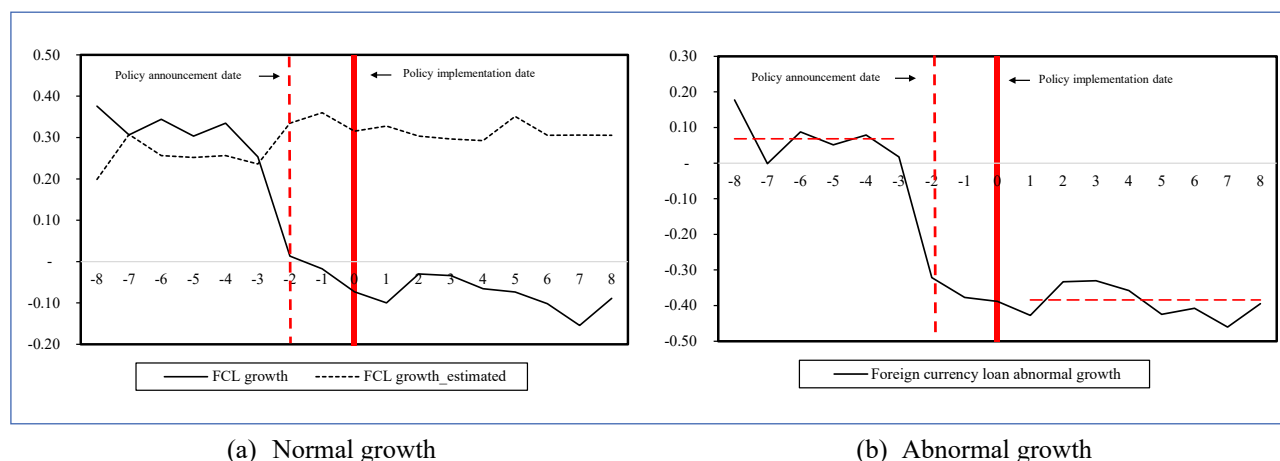 0.50
0.40
0.30
0.20
0.10
-
-0.10
-0.20
Policy announcement date
Policy implementation date
-8 -7 -6 -5 -4 -3 -2 -1 0 1 2 3 4 5 6 7 8
FCL growth FCL growth_estimated
(a) Normal growth
0.30
0.20
0.10
-
-0.10
-0.20
-0.30
-0.40
-0.50
Policy announcement date
Policy implementation date
-8 -7 -6 -5 -4 -3 -2 -1 0 1 2 3 4 5 6 7 8
Foreign currency loan abnormal growth
(b) Abnormal growth